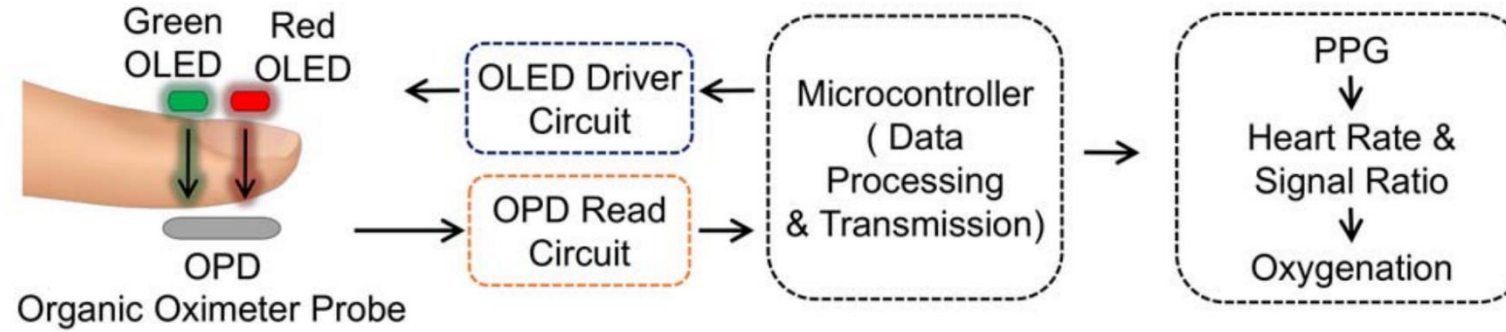 Green
OLED
Red
OLED
OPD
Organic Oximeter Probe
OLED Driver
Circuit
OPD Read
Circuit
Microcontroller
( Data
Processing
& Transmission)
PPG
Heart Rate &
Signal Ratio
Oxygenation